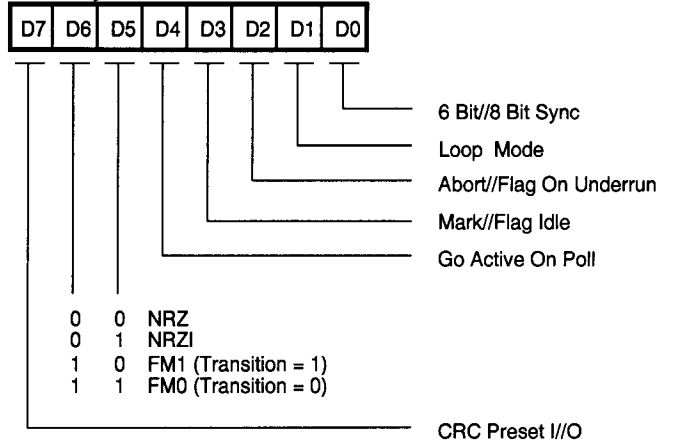 D7 D6 D5 D4 D3 D2 D1 D0
6 Bit//8 Bit Sync
Loop Mode
Abort//Flag On Underrun
Mark//Flag Idle
Go Active On Poll
0 0 NRZ
0 1 NRZI
1 0 FM1 (Transition = 1)
1 1 FM0 (Transition = 0)
CRC Preset I//O